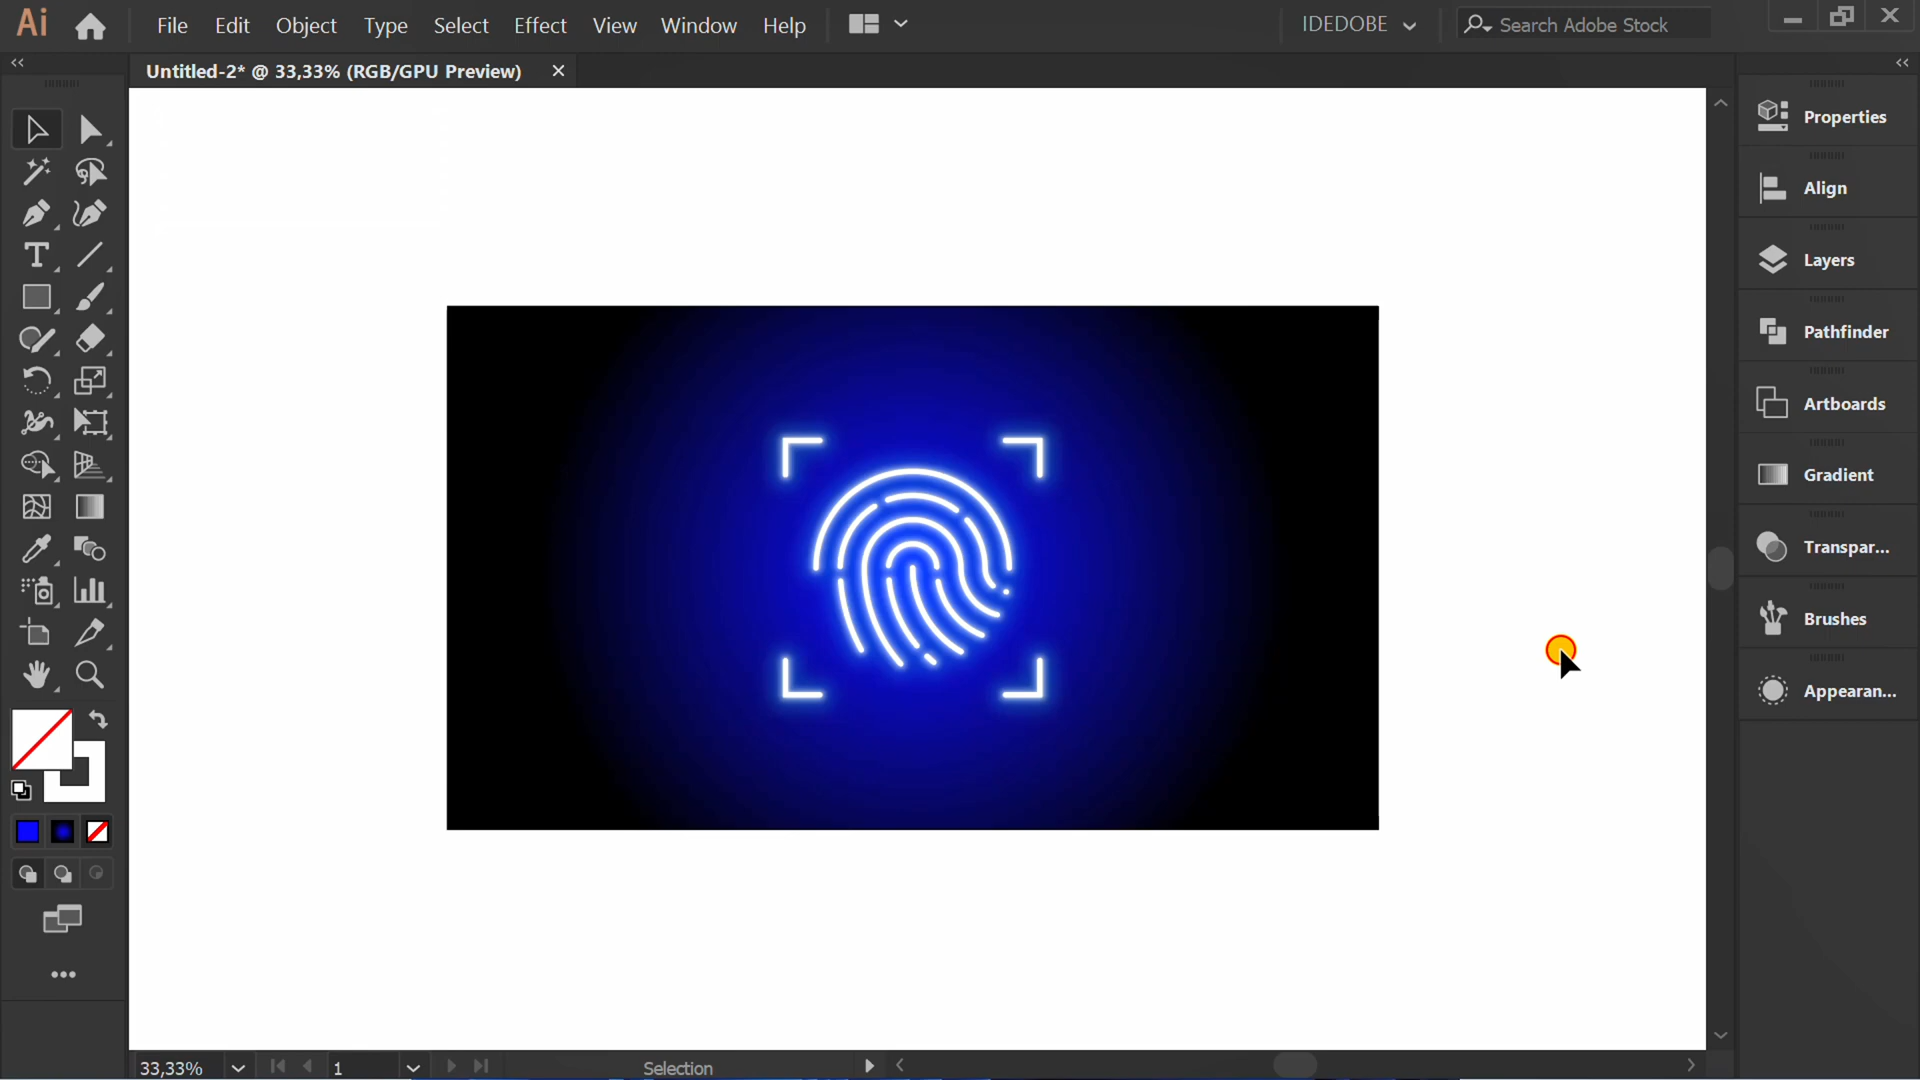 Ai File Edit Object Type Select Effect View Window Help IDEDOBE Search Adobe Stock
Untitled-2* @ 33,33% (RGB/GPU Preview)
T
Properties
Align
Layers
Pathfinder
Artboards
Gradient
Transpar...
Brushes
Appearan...
33,33% 1 Selection